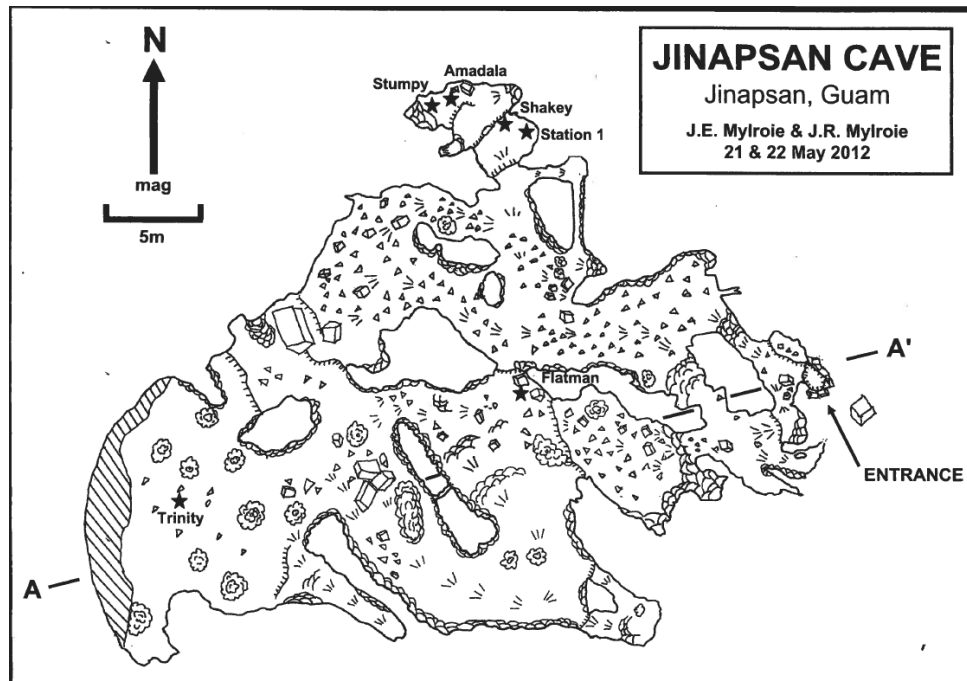 N
mag
5m
JINAPSAN CAVE
Jinapsan, Guam
J.E. Mylroie & J.R. Mylroie
21 & 22 May 2012
Amadala
Stumpy
Shakey
Station 1
A'
Flatman
ENTRANCE
Trinity
A